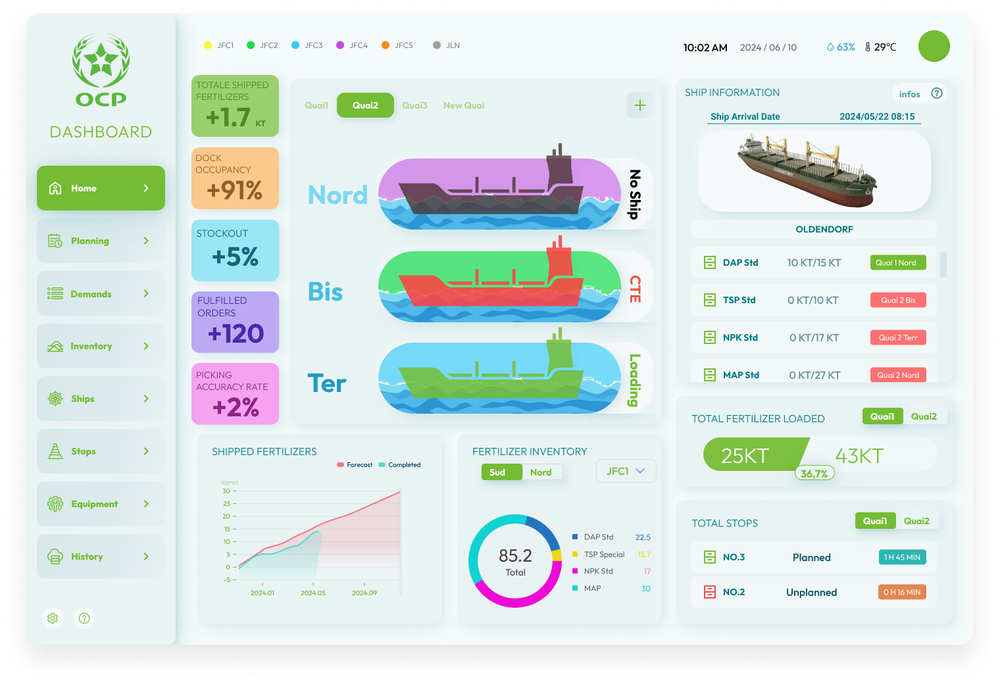 OCP
DASHBOARD
Home
Planning
Demands
Inventory
Ships
Stops
Equipment
History
JFC1
JFC2
JFC3
JFC4
JFC5
JLN
10:02 AM
2024 / 06 / 10
63%
29°C
TOTALE SHIPPED
FERTILIZERS
+1.7 KT
DOCK
OCCUPANCY
+91%
STOCKOUT
+5%
FULFILLED
ORDERS
+120
PICKING
ACCURACY RATE
+2%
Quai1
Quai2
Quai3
New Quai
+
Nord
No Ship
Bis
CTE
Ter
Loading
SHIP INFORMATION
infos
Ship Arrival Date
2024/05/22 08:15
OLDENDORFF
OLDENDORF
DAP Std
10 KT/15 KT
Quai 1 Nord
TSP Std
0 KT/10 KT
Quai 2 Bis
NPK Std
0 KT/17 KT
Quai 2 Terr
MAP Std
0 KT/27 KT
Quai 2 Nord
TOTAL FERTILIZER LOADED
Quai1
Quai2
25KT
43KT
36,7%
TOTAL STOPS
Quai1
Quai2
NO.3
Planned
1 H 45 MIN
NO.2
Unplanned
0 H 16 MIN
SHIPPED FERTILIZERS
Forecast
Completed
100*KT
30
25
20
15
10
5
0
-5
2024.01
2024.05
2024.09
FERTILIZER INVENTORY
Sud
Nord
JFC1
85.2
Total
DAP Std
22.5
TSP Special
15.7
NPK Std
17
MAP
30